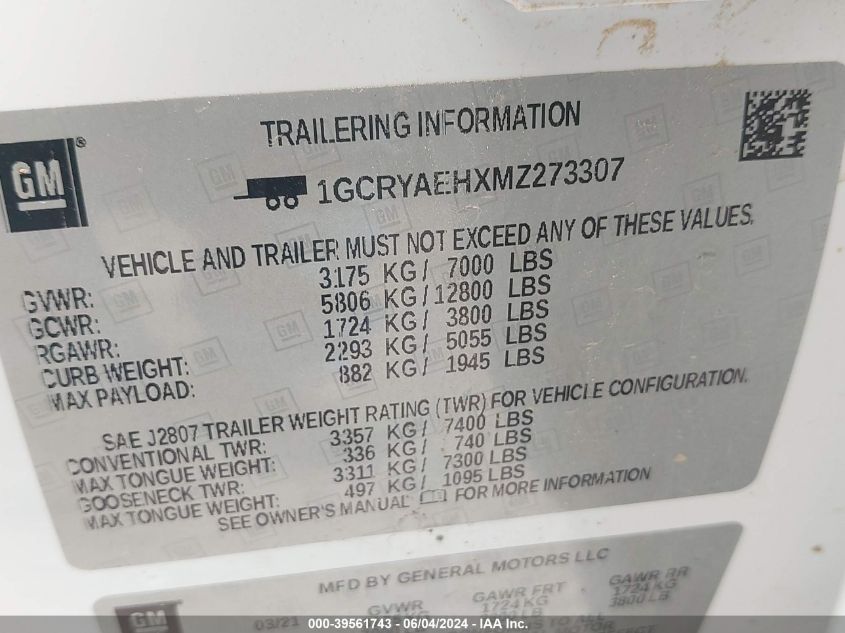 TRAILERING INFORMATION
GM®
1GCRYAEHXMZ273307
VEHICLE AND TRAILER MUST NOT EXCEED ANY OF THESE VALUES.
GVWR: 3175 KG/ 7000 LBS
GCWR: 5806 KG/12800 LBS
RGAWR: 1724 KG/ 3800 LBS
CURB WEIGHT: 2293 KG/ 5055 LBS
MAX PAYLOAD: 882 KG/ 1945 LBS
SAE J2807 TRAILER WEIGHT RATING (TWR) FOR VEHICLE CONFIGURATION.
CONVENTIONAL TWR: 3357 KG/ 7400 LBS
MAX TONGUE WEIGHT: 336 KG/ 740 LBS
GOOSENECK TWR: 3311 KG/ 7300 LBS
MAX TONGUE WEIGHT: 497 KG/ 1095 LBS
SEE OWNER'S MANUAL FOR MORE INFORMATION
MFD BY GENERAL MOTORS LLC
GM
03/21 GVWR GAWR FRT GAWR RR
1724 KG 1724 KG
3800 LB
000-39561743 - 06/04/2024 - IAA Inc.